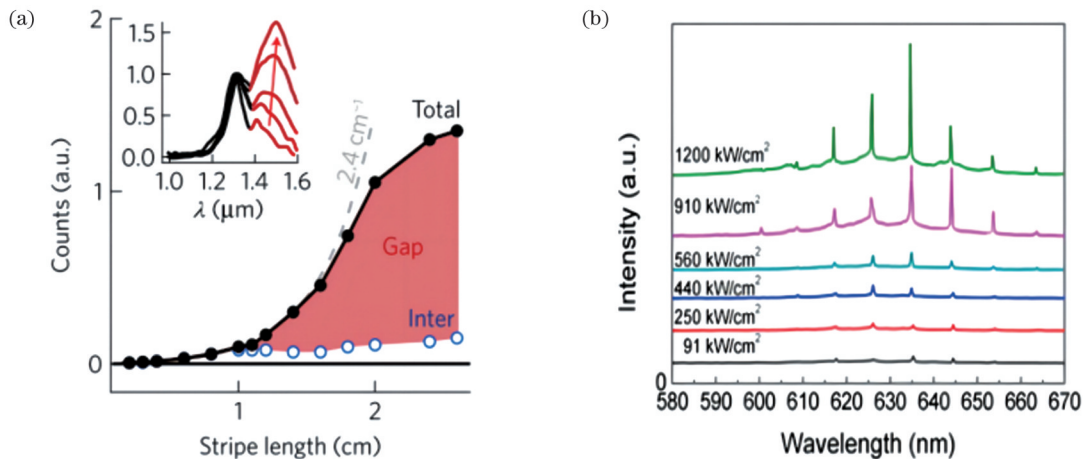 (a)
2
1
0
Counts (a.u.)
1.5
1.0
0.5
0.0
1.0 1.2 1.4 1.6
λ (μm)
2.4 cm⁻¹
Total
Gap
Inter
1 2
Stripe length (cm)
(b)
Intensity (a.u.)
1200 kW/cm²
910 kW/cm²
560 kW/cm²
440 kW/cm²
250 kW/cm²
91 kW/cm²
0
580 590 600 610 620 630 640 650 660 670
Wavelength (nm)